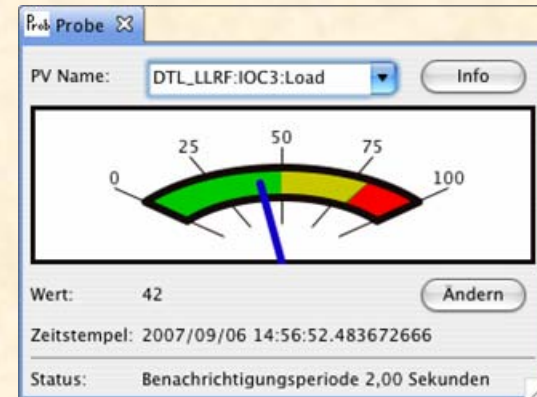 Prob Probe
PV Name: DTL_LLRF:IOC3:Load Info
0 25 50 75 100
Wert: 42 Ändern
Zeitstempel: 2007/09/06 14:56:52.483672666
Status: Benachrichtigungsperiode 2,00 Sekunden